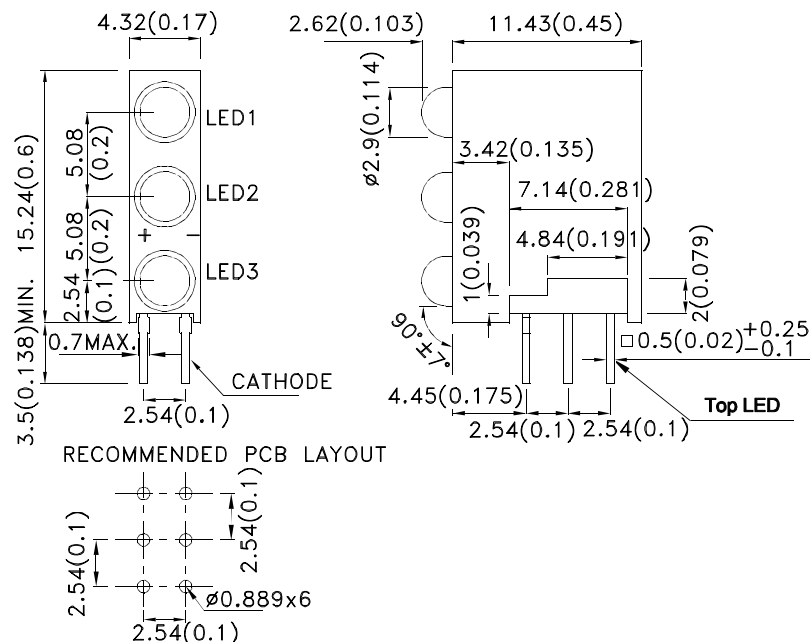 4.32(0.17)
2.62(0.103)
11.43(0.45)
LED1
5.08
(0.2)
ø2.9(0.114)
3.42(0.135)
15.24(0.6)
LED2
7.14(0.281)
+ −
4.84(0.191)
5.08
(0.2)
LED3
1(0.039)
2(0.079)
2.54
(0.1)
3.5(0.138)MIN.
0.7MAX.
90°±7°
□0.5(0.02)+0.25
−0.1
CATHODE
4.45(0.175)
Top LED
2.54(0.1)
2.54(0.1)
2.54(0.1)
RECOMMENDED PCB LAYOUT
2.54(0.1)
2.54(0.1)
ø0.889x6
2.54(0.1)